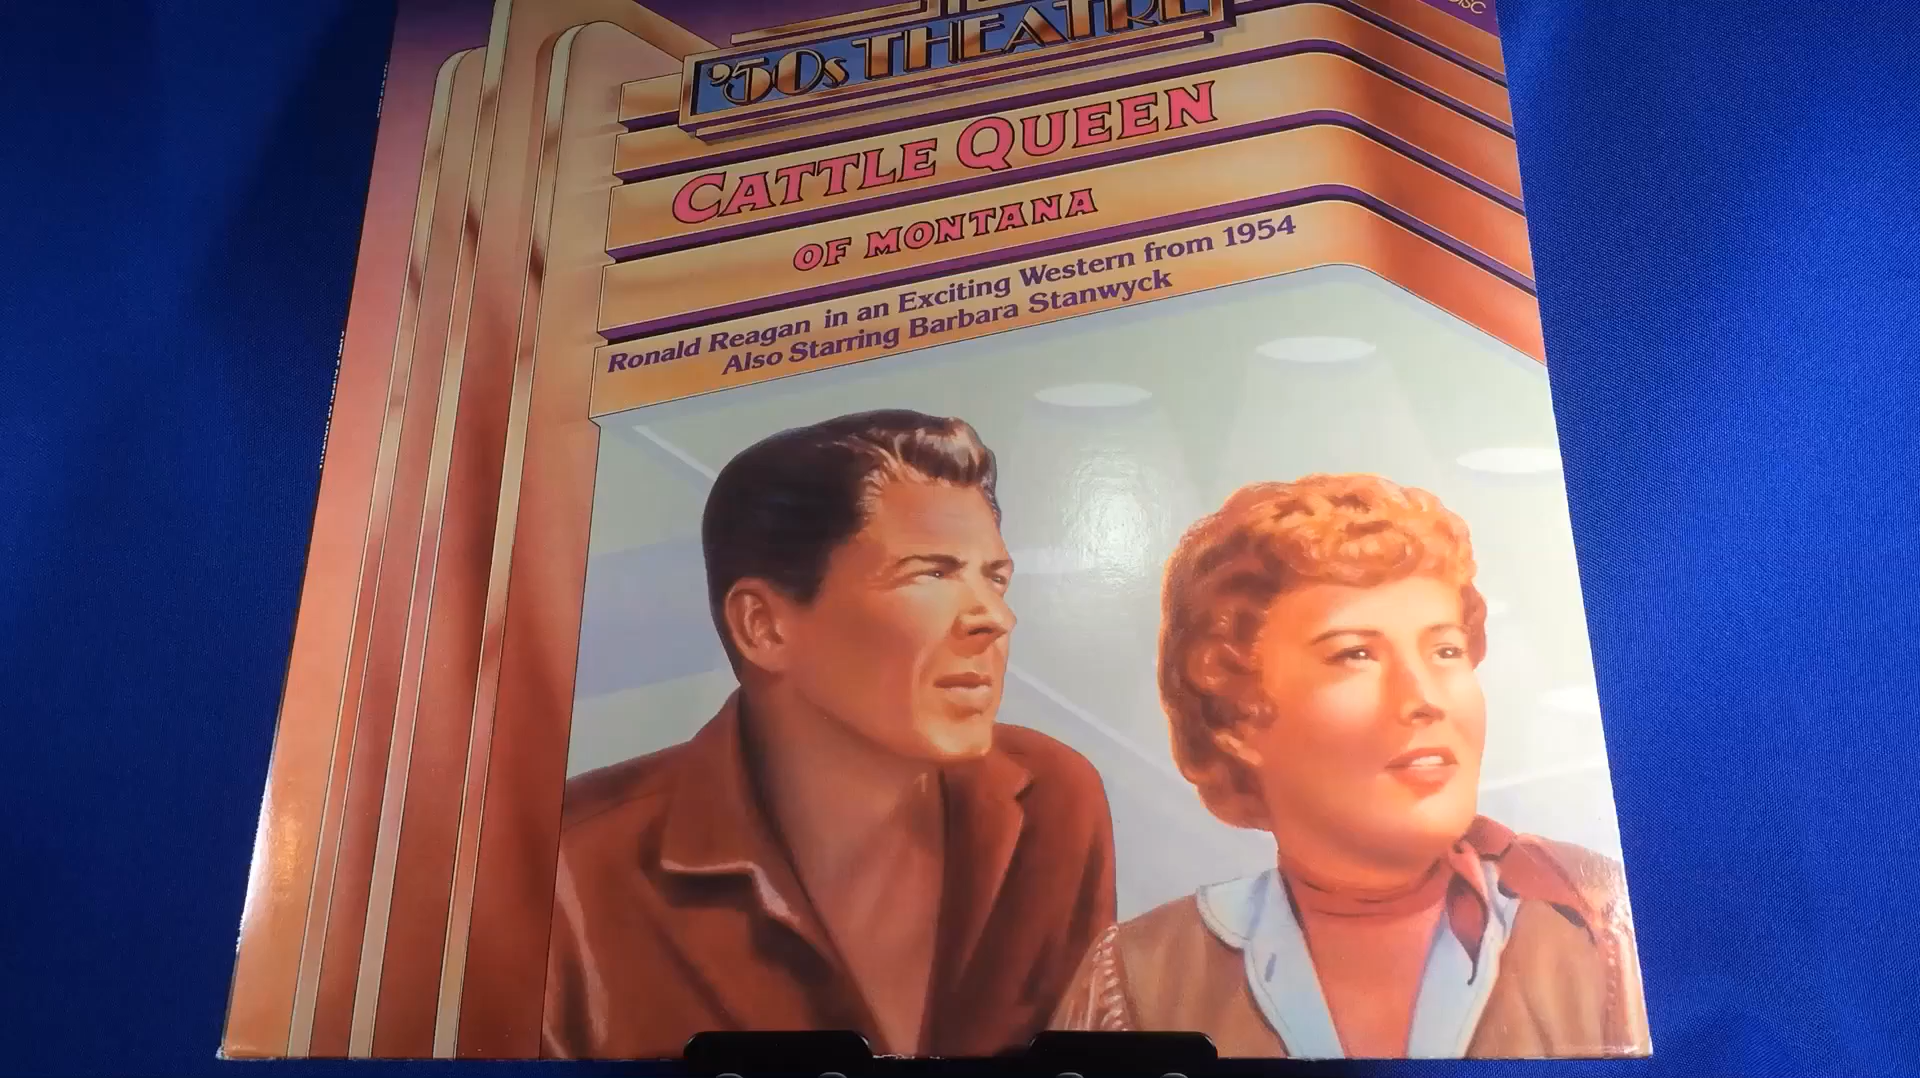 '50s THEATRE
CATTLE QUEEN
OF MONTANA
Ronald Reagan in an Exciting Western from 1954
Also Starring Barbara Stanwyck